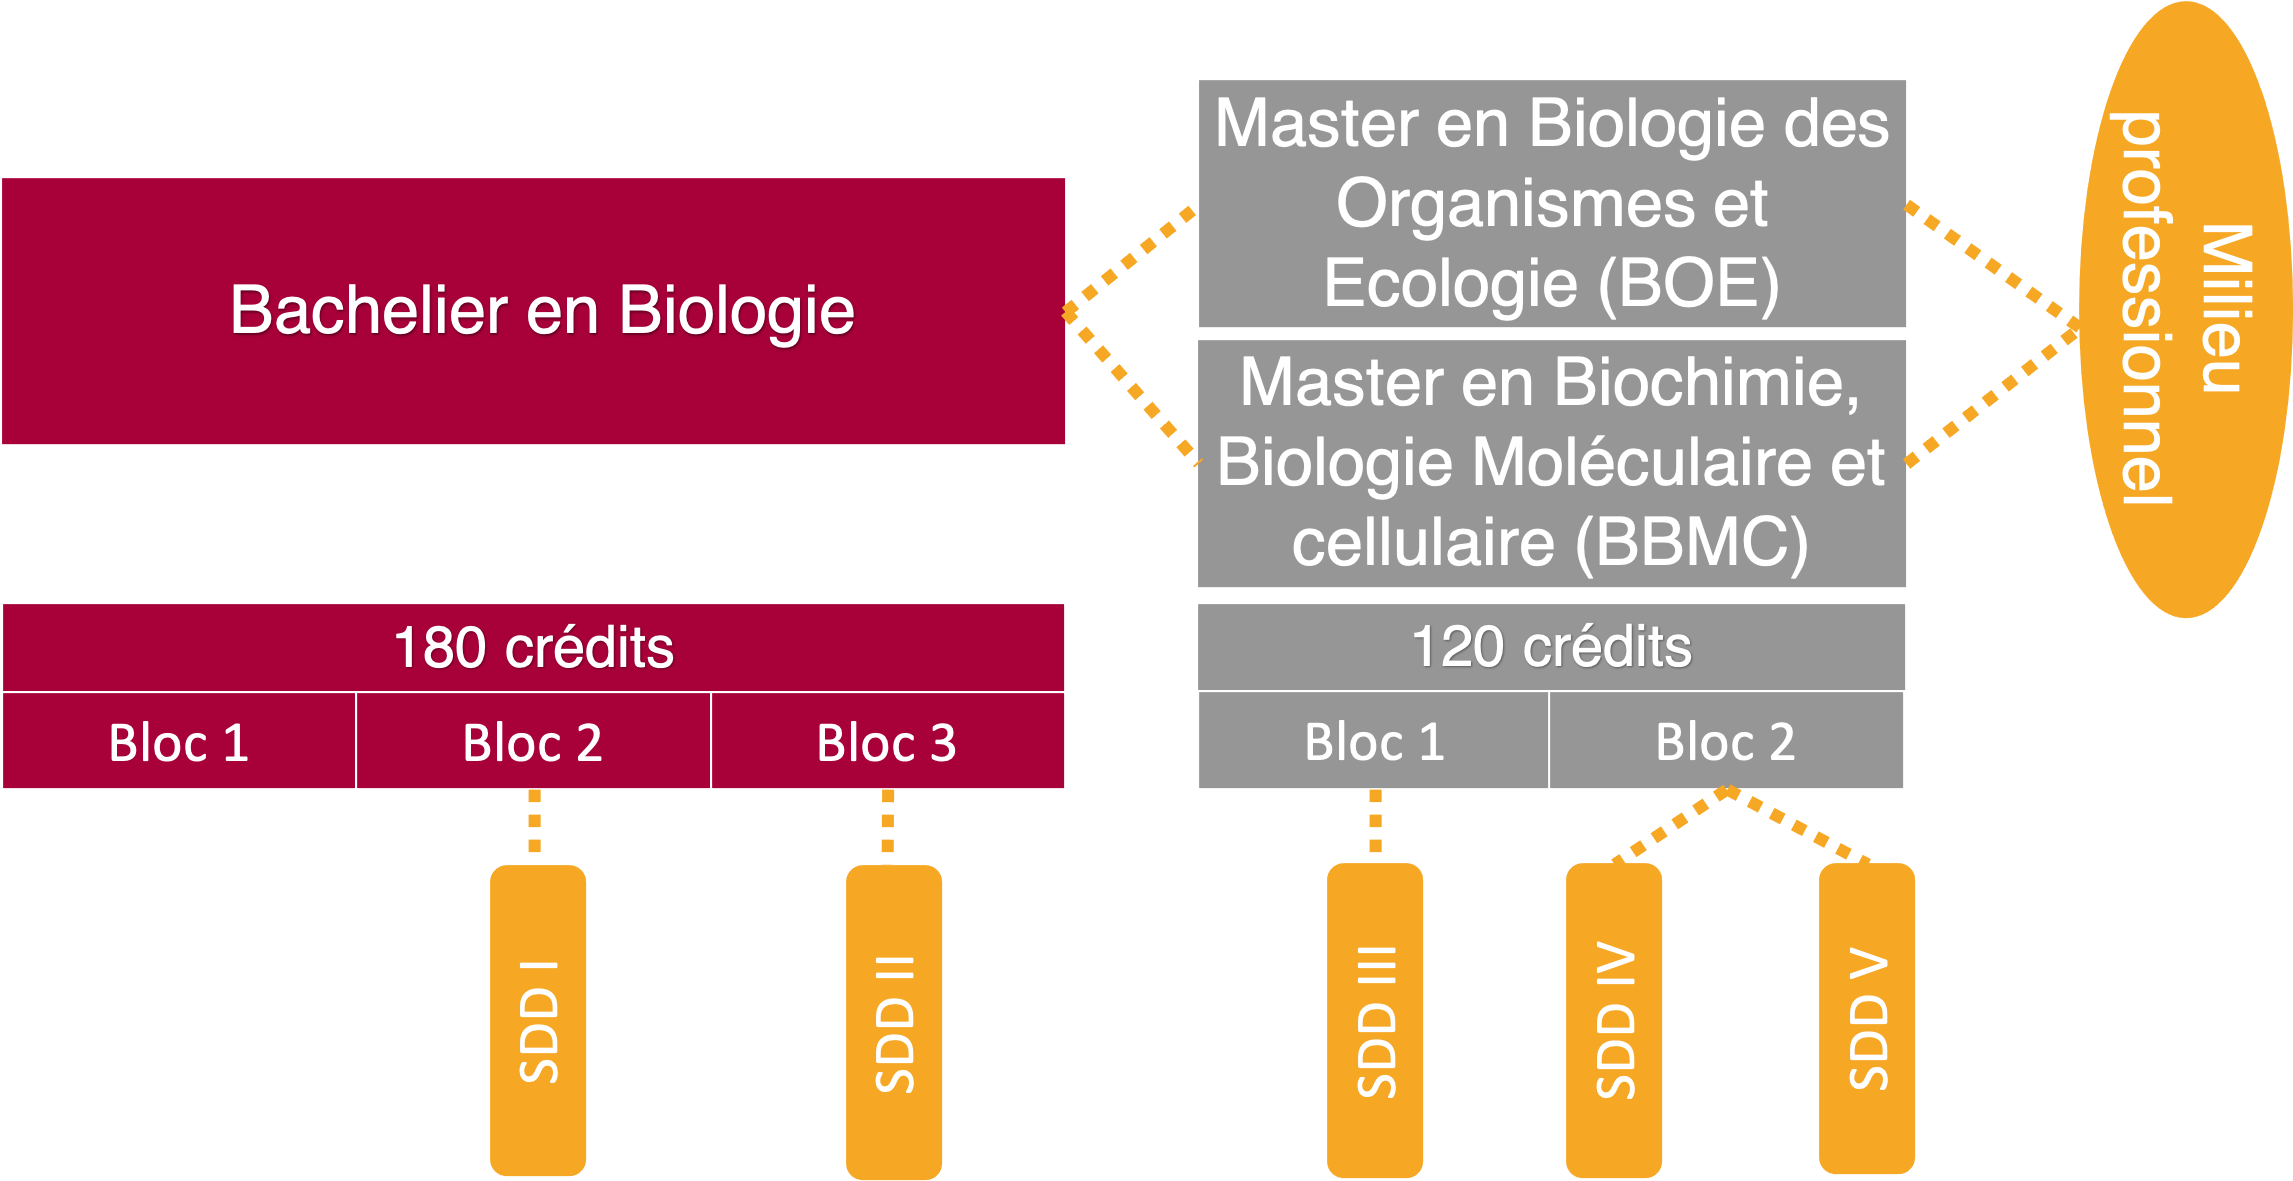 Bachelier en Biologie
Master en Biologie des
Organismes et
Ecologie (BOE)
Master en Biochimie,
Biologie Moléculaire et
cellulaire (BBMC)
Milieu
professionnel
180 crédits
Bloc 1
Bloc 2
Bloc 3
120 crédits
Bloc 1
Bloc 2
SDD I
SDD II
SDD III
SDD IV
SDD V